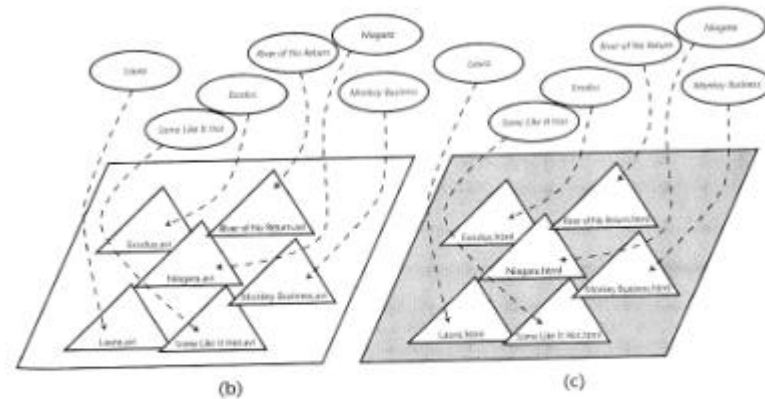 Niagara
River of No Return
Laura
Exodus
Monkey Business
Some Like It Hot
River of No Return.avi
Exodus.avi
Niagara.avi
Monkey Business.avi
Laura.avi
Some Like It Hot.avi
(b)
Niagara
River of No Return
Laura
Exodus
Monkey Business
Some Like It Hot
River of No Return.html
Exodus.html
Niagara.html
Monkey Business.html
Laura.html
Some Like It Hot.html
(c)